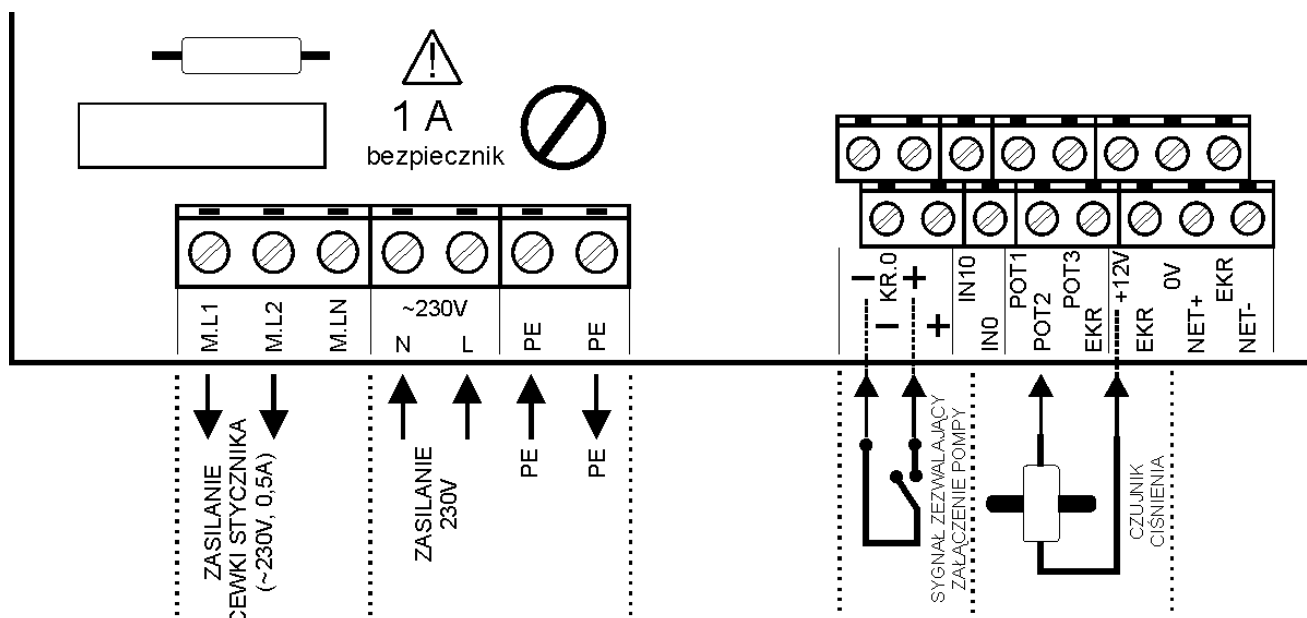 1 A
bezpiecznik
M.L1
M.L2
M.LN
~230V
N
L
PE
PE
– KR.0 +
– +
IN10
IN0
POT1
POT2
POT3
EKR
+12V
EKR
0V
NET+
EKR
NET-
ZASILANIE
CEWKI STYCZNIKA
(~230V, 0,5A)
ZASILANIE
230V
PE
PE
SYGNAŁ ZEZWALAJĄCY
ZAŁĄCZENIE POMPY
CZUJNIK
CIŚNIENIA